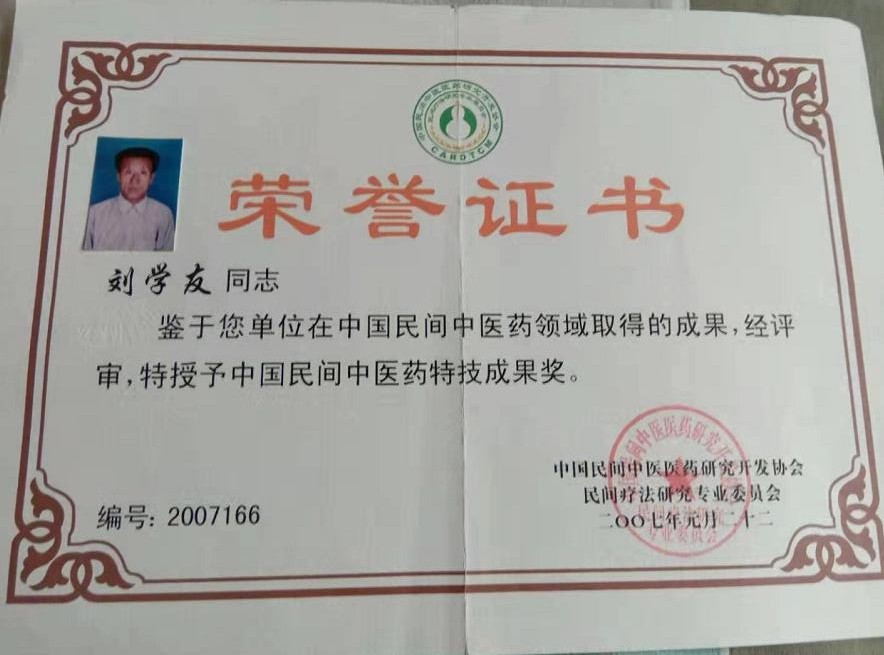 CARDTCM
荣誉证书
刘学友 同志
鉴于您单位在中国民间中医药领域取得的成果，经评
审，特授予中国民间中医药特技成果奖。
中国民间中医医药研究开发协会
民间疗法研究专业委员会
二〇〇七年元月二十二
编号：2007166